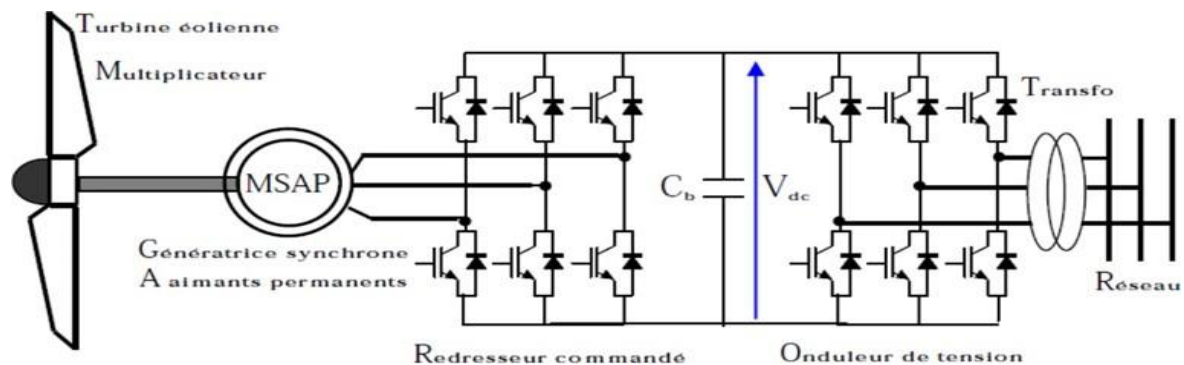 Turbine éolienne
Multiplicateur
MSAP
Génératrice synchrone
A aimants permanents
Redresseur commandé
Cb
Vdc
Onduleur de tension
Transfo
Réseau